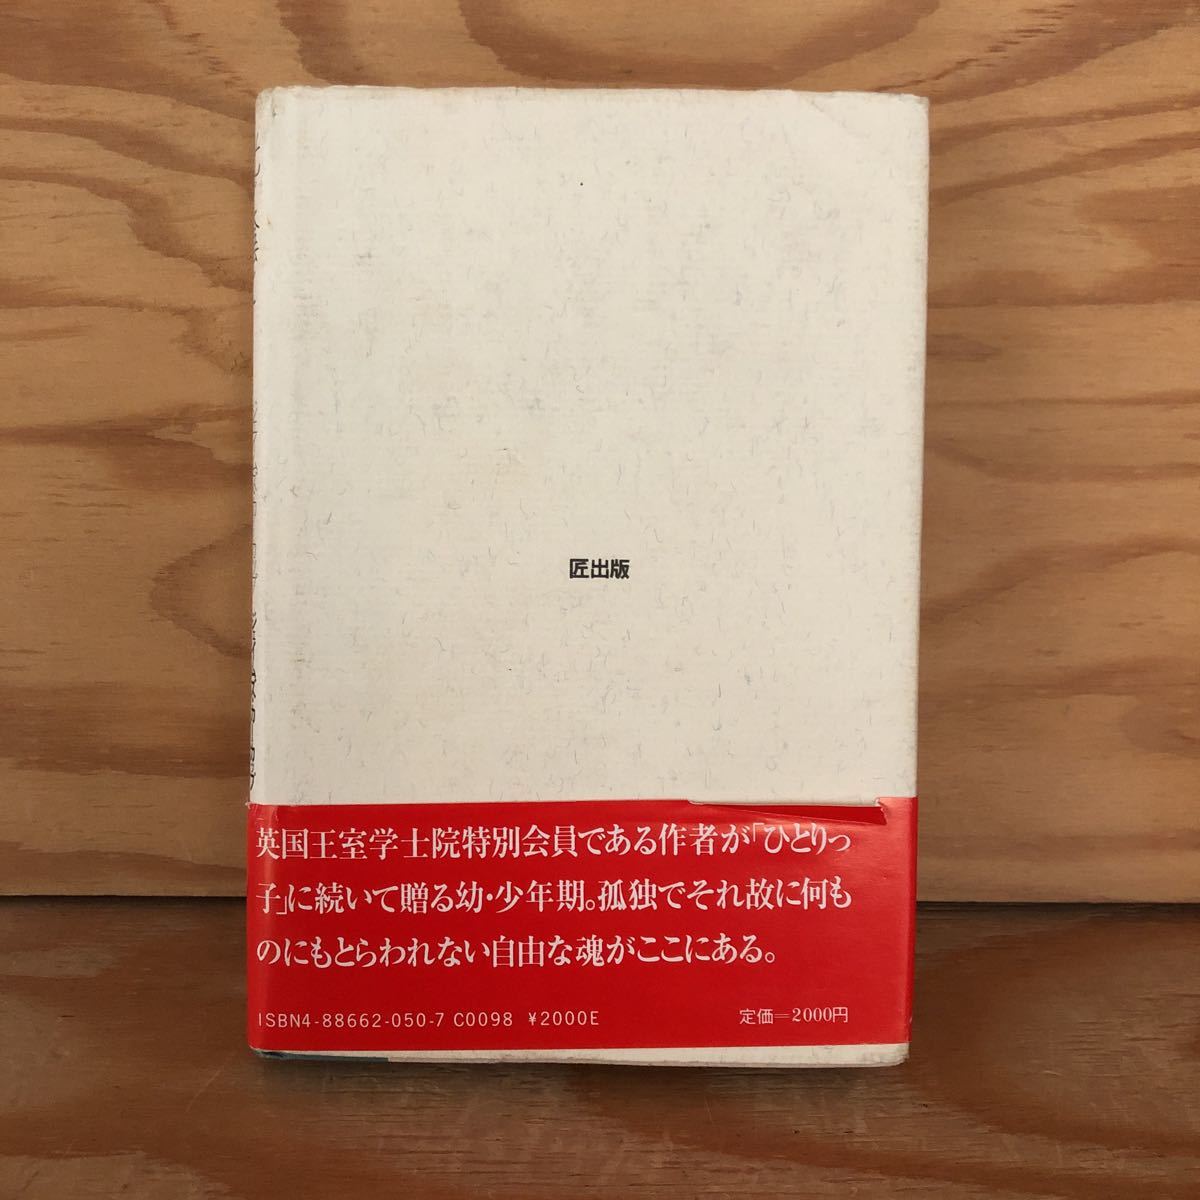 匠出版
英国王室学士院特別会員である作者が「ひとりっ
子」に続いて贈る幼・少年期。孤独でそれ故に何も
のにもとらわれない自由な魂がここにある。
ISBN4-88662-050-7 C0098 ¥2000E
定価=2000円